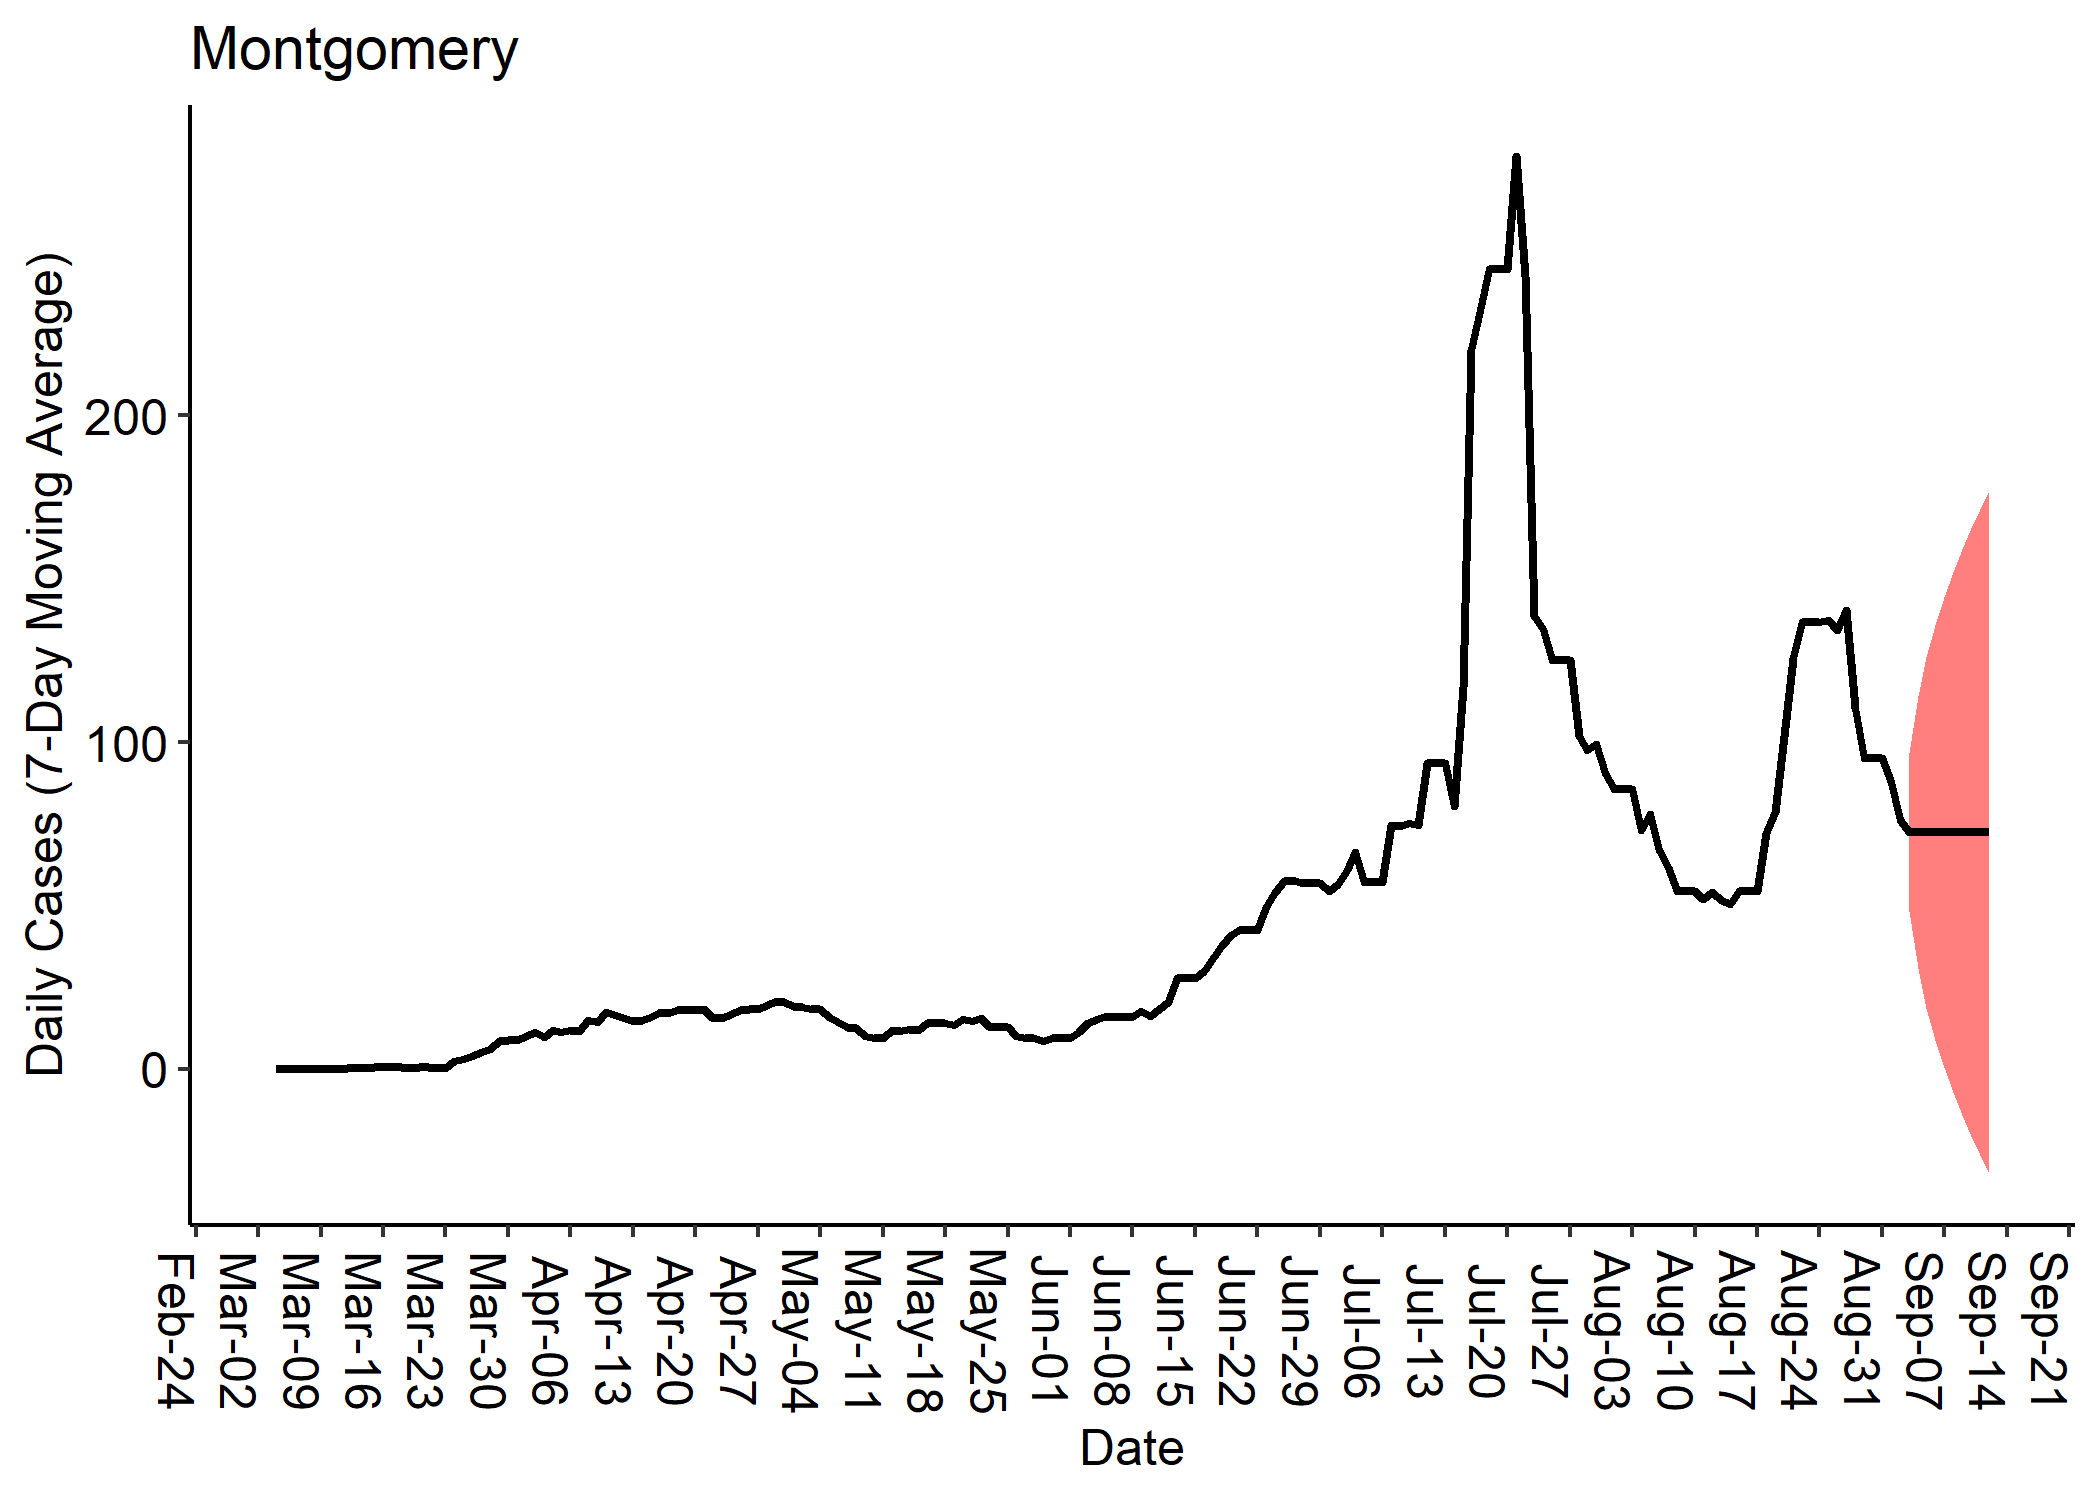 Montgomery
Daily Cases (7-Day Moving Average)
200
100
0
Feb-24
Mar-02
Mar-09
Mar-16
Mar-23
Mar-30
Apr-06
Apr-13
Apr-20
Apr-27
May-04
May-11
May-18
May-25
Jun-01
Jun-08
Jun-15
Jun-22
Jun-29
Jul-06
Jul-13
Jul-20
Jul-27
Aug-03
Aug-10
Aug-17
Aug-24
Aug-31
Sep-07
Sep-14
Sep-21
Date